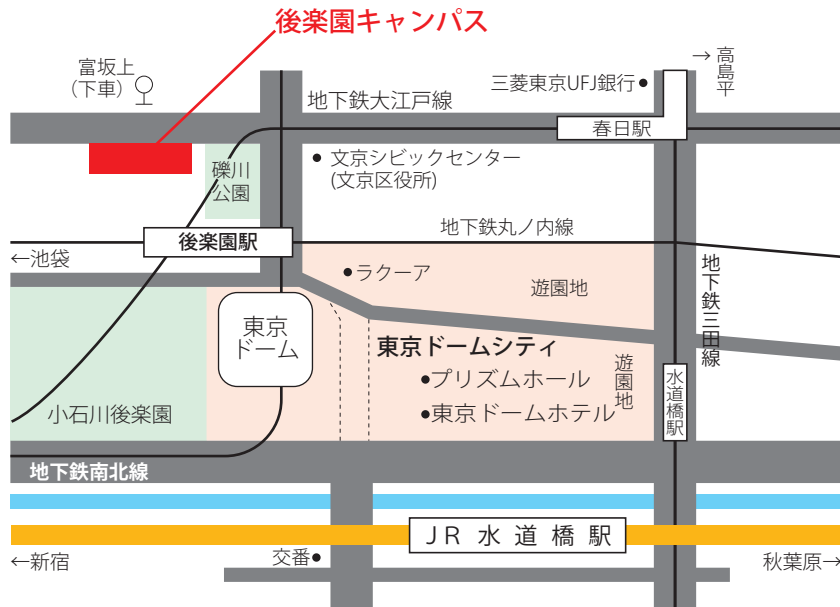 後楽園キャンパス
富坂上
(下車)
地下鉄大江戸線
三菱東京UFJ銀行
→
高島平
春日駅
礫川
公園
文京シビックセンター
(文京区役所)
後楽園駅
地下鉄丸ノ内線
←池袋
ラクーア
遊園地
地下鉄三田線
東京
ドーム
東京ドームシティ
プリズムホール
東京ドームホテル
遊園地
水道橋駅
小石川後楽園
地下鉄南北線
JR 水道橋駅
←新宿
交番
秋葉原→